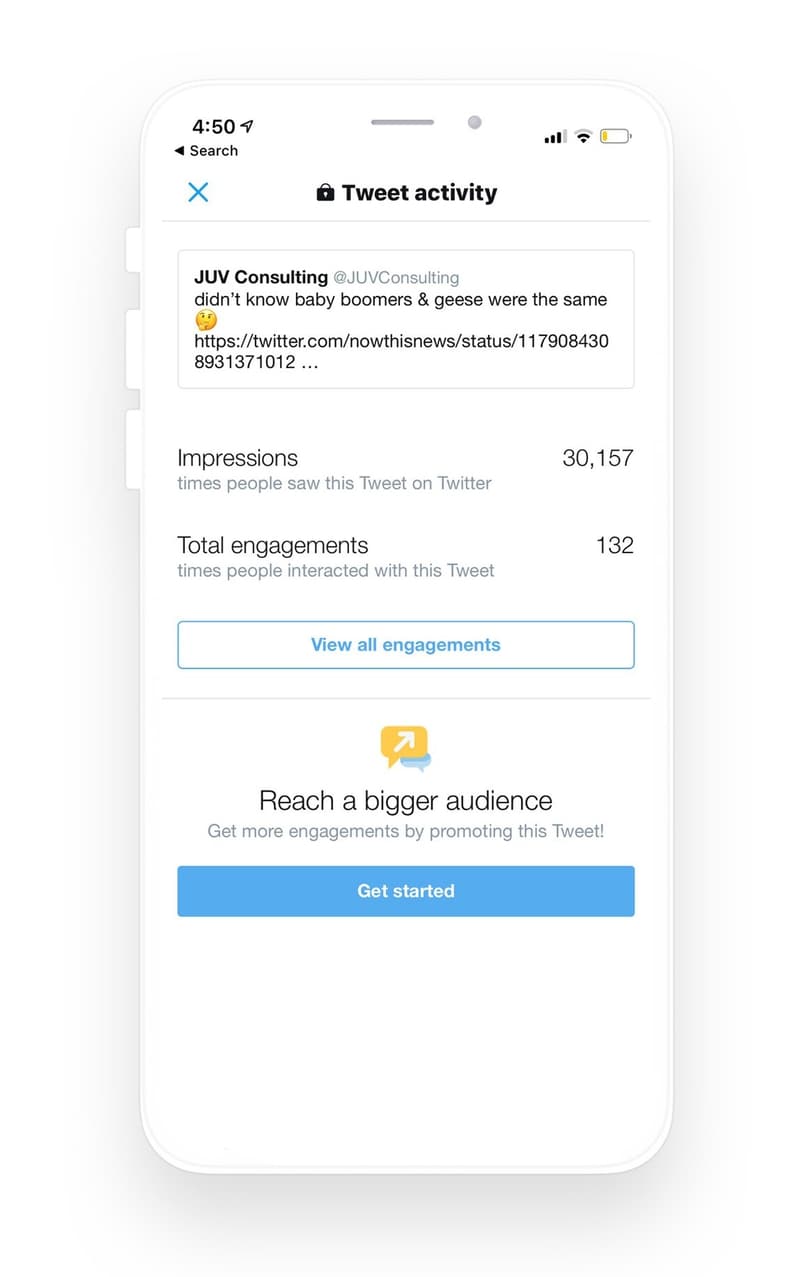 4:50
◀ Search
Tweet activity
JUV Consulting @JUVConsulting
didn’t know baby boomers & geese were the same
🤔
https://twitter.com/nowthisnews/status/117908430
8931371012 …
Impressions 30,157
times people saw this Tweet on Twitter
Total engagements 132
times people interacted with this Tweet
View all engagements
Reach a bigger audience
Get more engagements by promoting this Tweet!
Get started